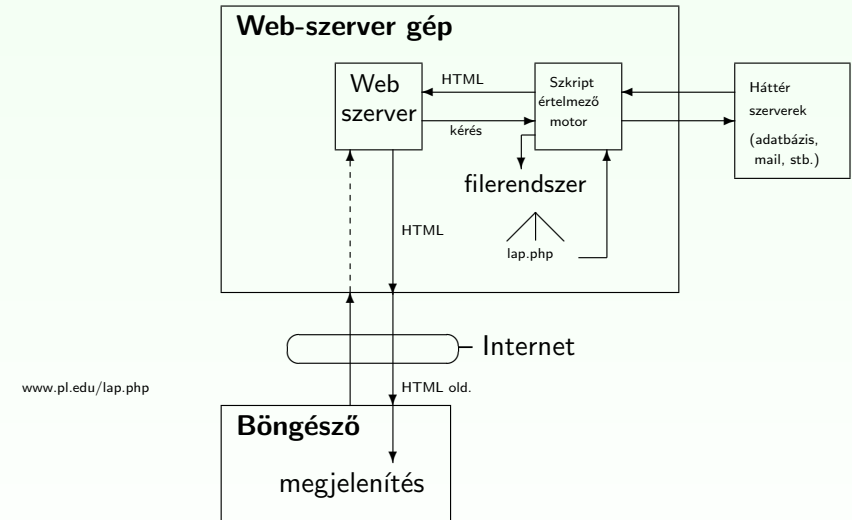 Web-szerver gép
Web
szerver
HTML
kérés
Szkript
értelmező
motor
Háttér
szerverek
(adatbázis,
mail, stb.)
filerendszer
HTML
lap.php
Internet
www.pl.edu/lap.php
HTML old.
Böngésző
megjelenítés